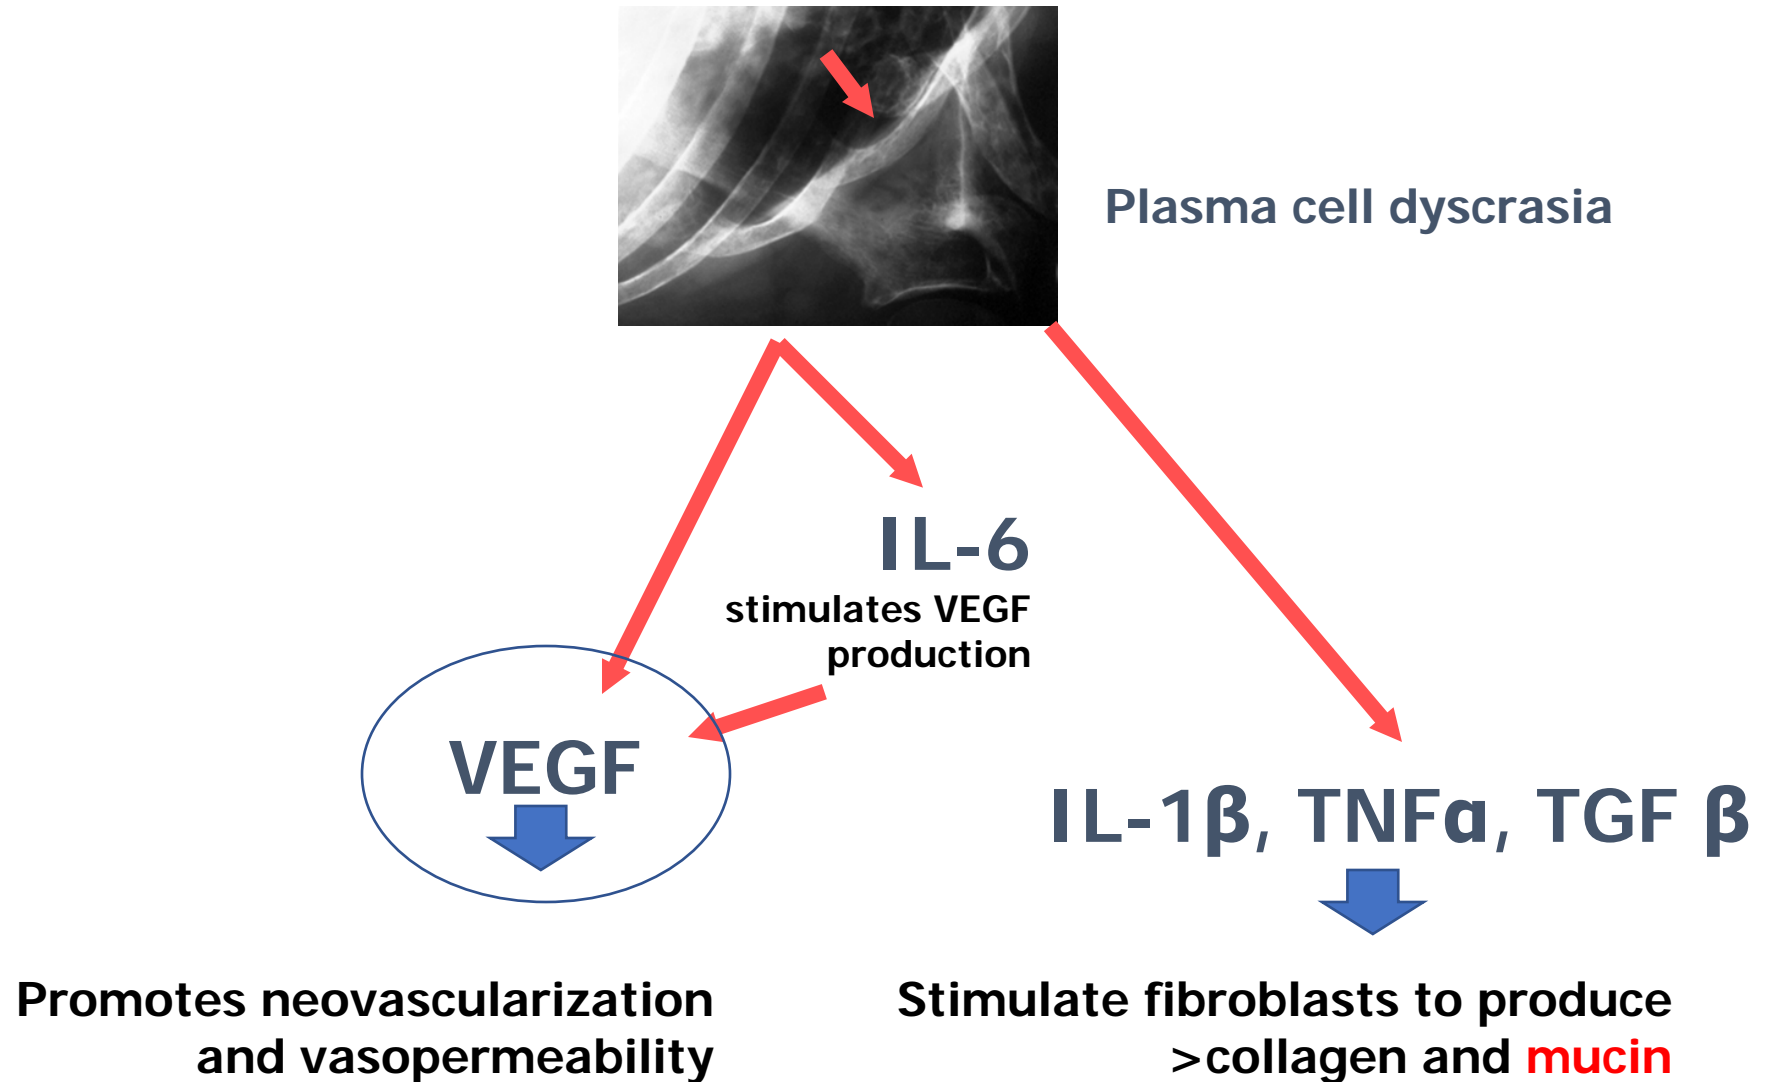 Plasma cell dyscrasia
IL-6
stimulates VEGF
production
VEGF
IL-1β, TNFα, TGF β
Promotes neovascularization
and vasopermeability
Stimulate fibroblasts to produce
>collagen and mucin